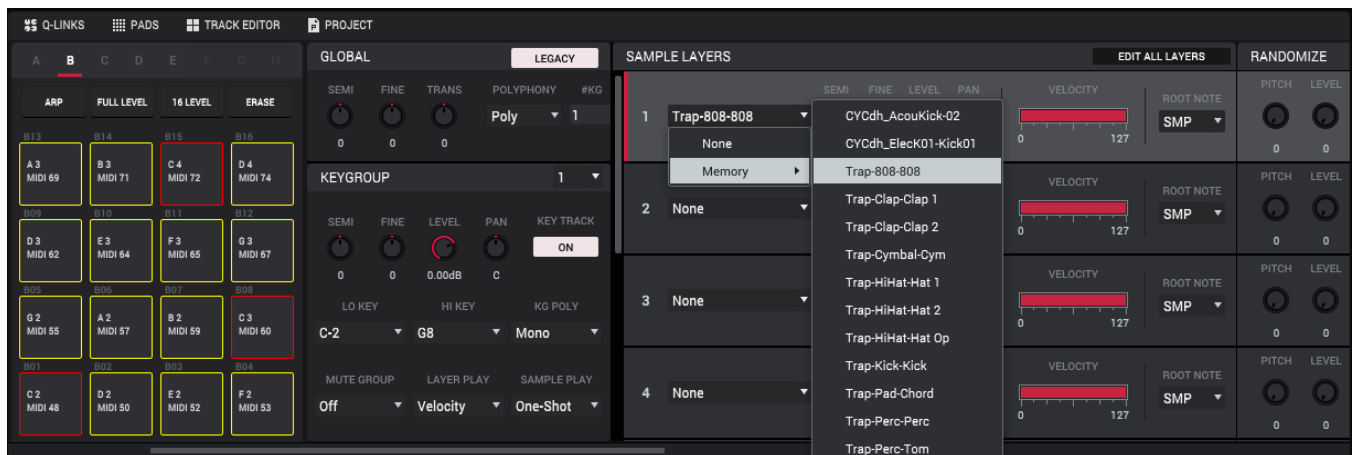 Q-LINKS PADS TRACK EDITOR PROJECT
A B C D E F G H
ARP FULL LEVEL 16 LEVEL ERASE
B13 B14 B15 B16
A 3 B 3 C 4 D 4
MIDI 69 MIDI 71 MIDI 72 MIDI 74
B09 B10 B11 B12
D 3 E 3 F 3 G 3
MIDI 62 MIDI 64 MIDI 65 MIDI 67
B05 B06 B07 B08
G 2 A 2 B 2 C 3
MIDI 55 MIDI 57 MIDI 59 MIDI 60
B01 B02 B03 B04
C 2 D 2 E 2 F 2
MIDI 48 MIDI 50 MIDI 52 MIDI 53
GLOBAL LEGACY
SEMI FINE TRANS POLYPHONY #KG
Poly 1
0 0 0
KEYGROUP 1
SEMI FINE LEVEL PAN KEY TRACK
ON
0 0 0.00dB C
LO KEY HI KEY KG POLY
C-2 G8 Mono
MUTE GROUP LAYER PLAY SAMPLE PLAY
Off Velocity One-Shot
SAMPLE LAYERS EDIT ALL LAYERS
SEMI FINE LEVEL PAN VELOCITY ROOT NOTE
1 Trap-808-808 SMP
0 127
None
Memory
CYCdh_AcouKick-02
CYCdh_ElecK01-Kick01
Trap-808-808
Trap-Clap-Clap 1
Trap-Clap-Clap 2
Trap-Cymbal-Cym
Trap-HiHat-Hat 1
Trap-HiHat-Hat 2
Trap-HiHat-Hat Op
Trap-Kick-Kick
Trap-Pad-Chord
Trap-Perc-Perc
Trap-Perc-Tom
VELOCITY ROOT NOTE
2 None SMP
0 127
VELOCITY ROOT NOTE
3 None SMP
0 127
VELOCITY ROOT NOTE
4 None SMP
0 127
RANDOMIZE
PITCH LEVEL
0 0
PITCH LEVEL
0 0
PITCH LEVEL
0 0
PITCH LEVEL
0 0